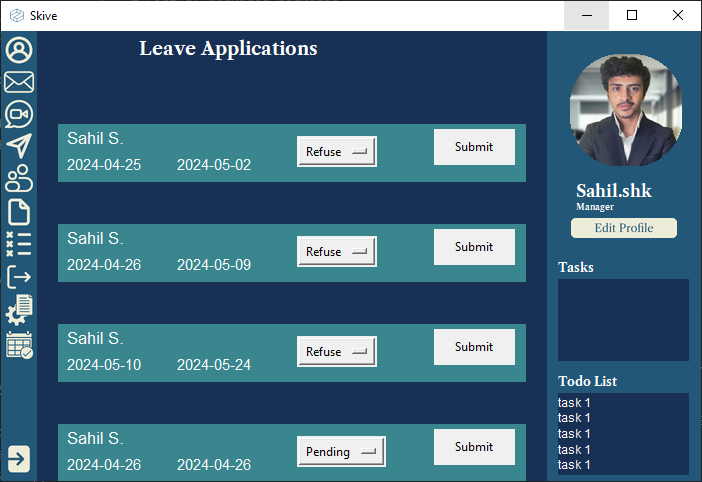 Skive
Leave Applications
Sahil S.
2024-04-25 2024-05-02 Refuse Submit
Sahil S.
2024-04-26 2024-05-09 Refuse Submit
Sahil S.
2024-05-10 2024-05-24 Refuse Submit
Sahil S.
2024-04-26 2024-04-26 Pending Submit
Sahil.shk
Manager
Edit Profile
Tasks
Todo List
task 1
task 1
task 1
task 1
task 1